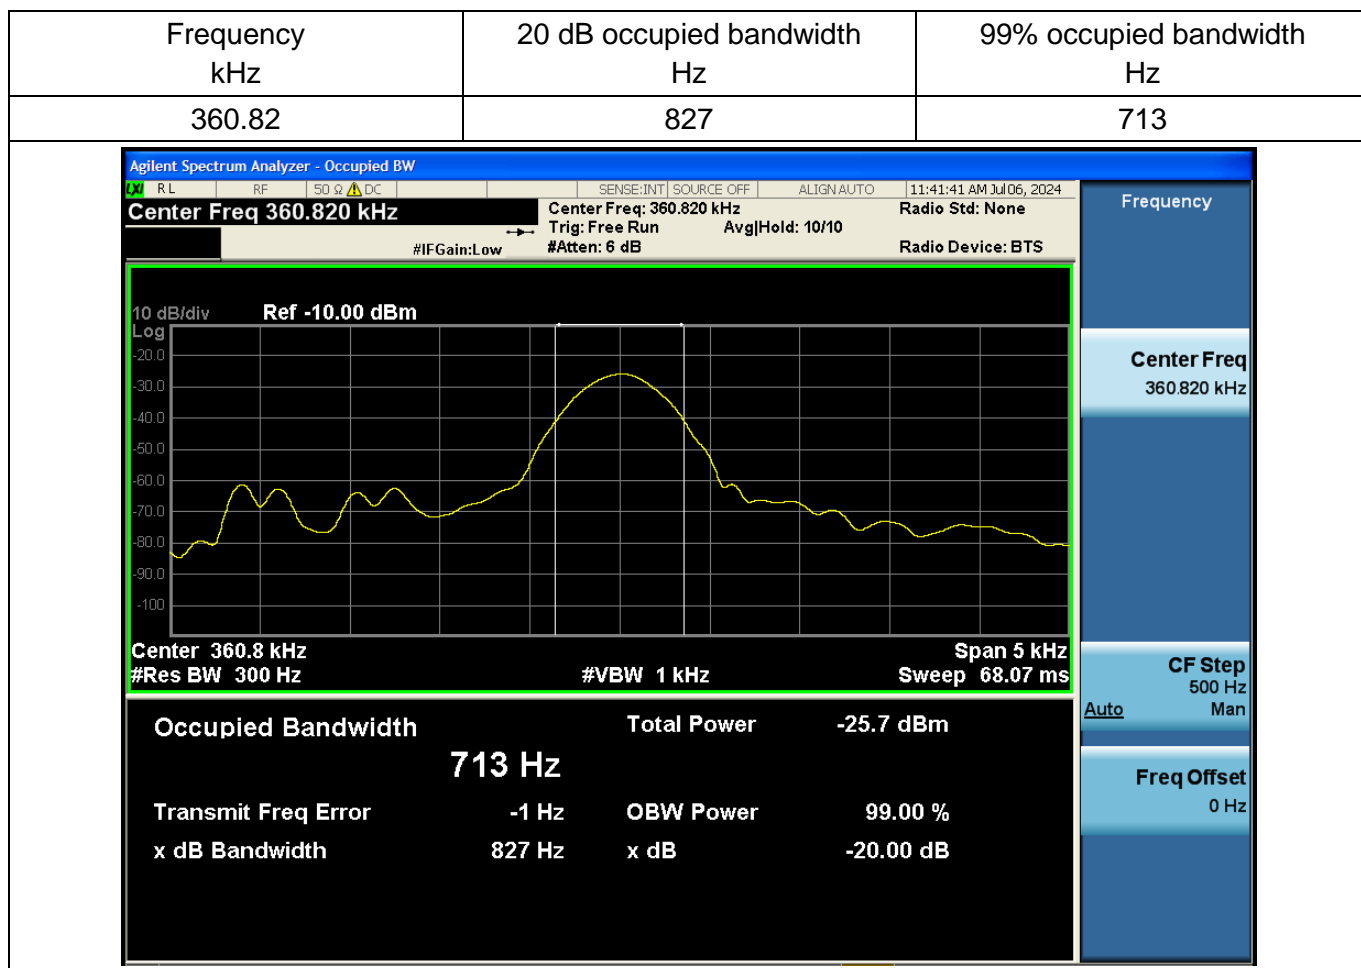 Frequency
kHz
20 dB occupied bandwidth
Hz
99% occupied bandwidth
Hz
360.82
827
713
Agilent Spectrum Analyzer - Occupied BW
LXI RL RF 50 Ω DC SENSE:INT SOURCE OFF ALIGN AUTO 11:41:41 AM Jul 06, 2024
Center Freq 360.820 kHz
#IFGain:Low
Center Freq: 360.820 kHz
Trig: Free Run Avg|Hold: 10/10
#Atten: 6 dB
Radio Std: None
Radio Device: BTS
10 dB/div Ref -10.00 dBm
Log
-20.0
-30.0
-40.0
-50.0
-60.0
-70.0
-80.0
-90.0
-100
Center 360.8 kHz Span 5 kHz
#Res BW 300 Hz #VBW 1 kHz Sweep 68.07 ms
Occupied Bandwidth Total Power -25.7 dBm
713 Hz
Transmit Freq Error -1 Hz OBW Power 99.00 %
x dB Bandwidth 827 Hz x dB -20.00 dB
Frequency
Center Freq
360.820 kHz
CF Step
500 Hz
Auto Man
Freq Offset
0 Hz